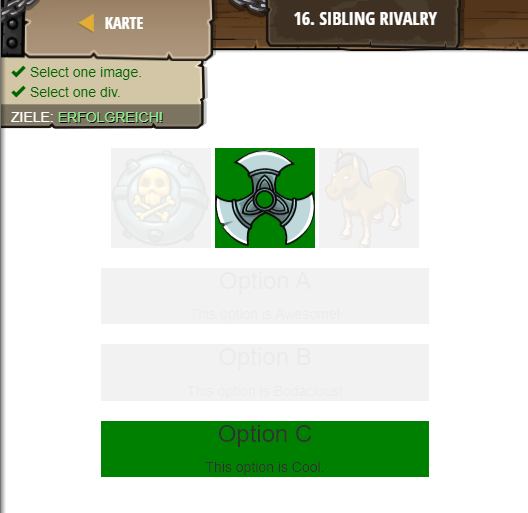 KARTE
16. SIBLING RIVALRY
Select one image.
Select one div.
ZIELE: ERFOLGREICH!
Option A
This option is Awesome!
Option B
This option is Bodacious!
Option C
This option is Cool.